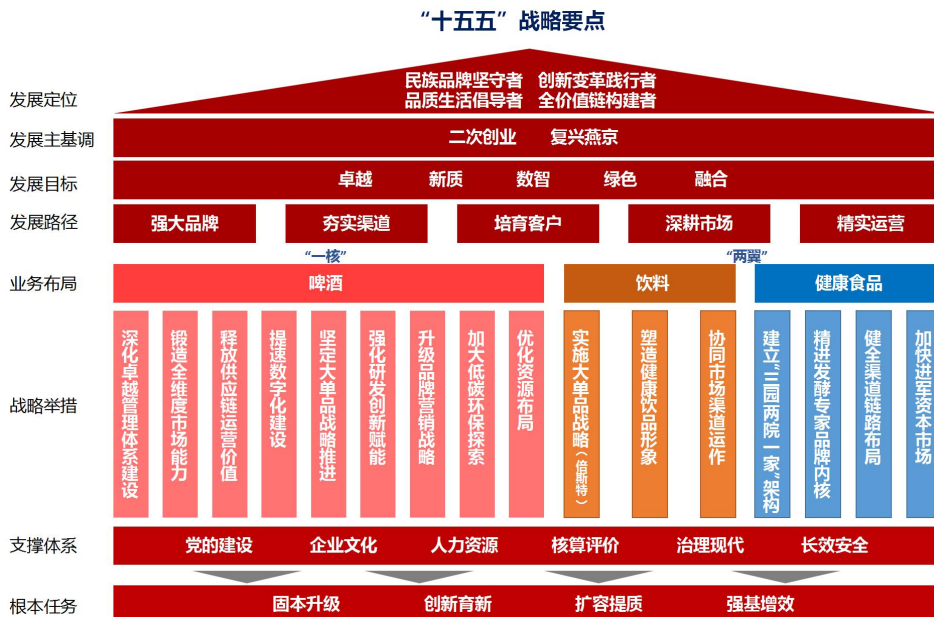 “十五五”战略要点
发展定位
民族品牌坚守者 创新变革践行者
品质生活倡导者 全价值链构建者
发展主基调
二次创业 复兴燕京
发展目标
卓越 新质 数智 绿色 融合
发展路径
强大品牌 夯实渠道 培育客户 深耕市场 精实运营
“一核” “两翼”
业务布局
啤酒 饮料 健康食品
战略举措
深化卓越管理体系建设
锻造全维度市场能力
释放供应链运营价值
提速数字化建设
坚定大单品战略推进
强化研发创新赋能
升级品牌营销战略
加大低碳环保探索
优化资源布局
实施大单品战略(倍斯特)
塑造健康饮品形象
协同市场渠道运作
建立“三园两院一家”架构
精进发酵专家品牌内核
健全渠道链路布局
加快进军资本市场
支撑体系
党的建设 企业文化 人力资源 核算评价 治理现代 长效安全
根本任务
固本升级 创新育新 扩容提质 强基增效